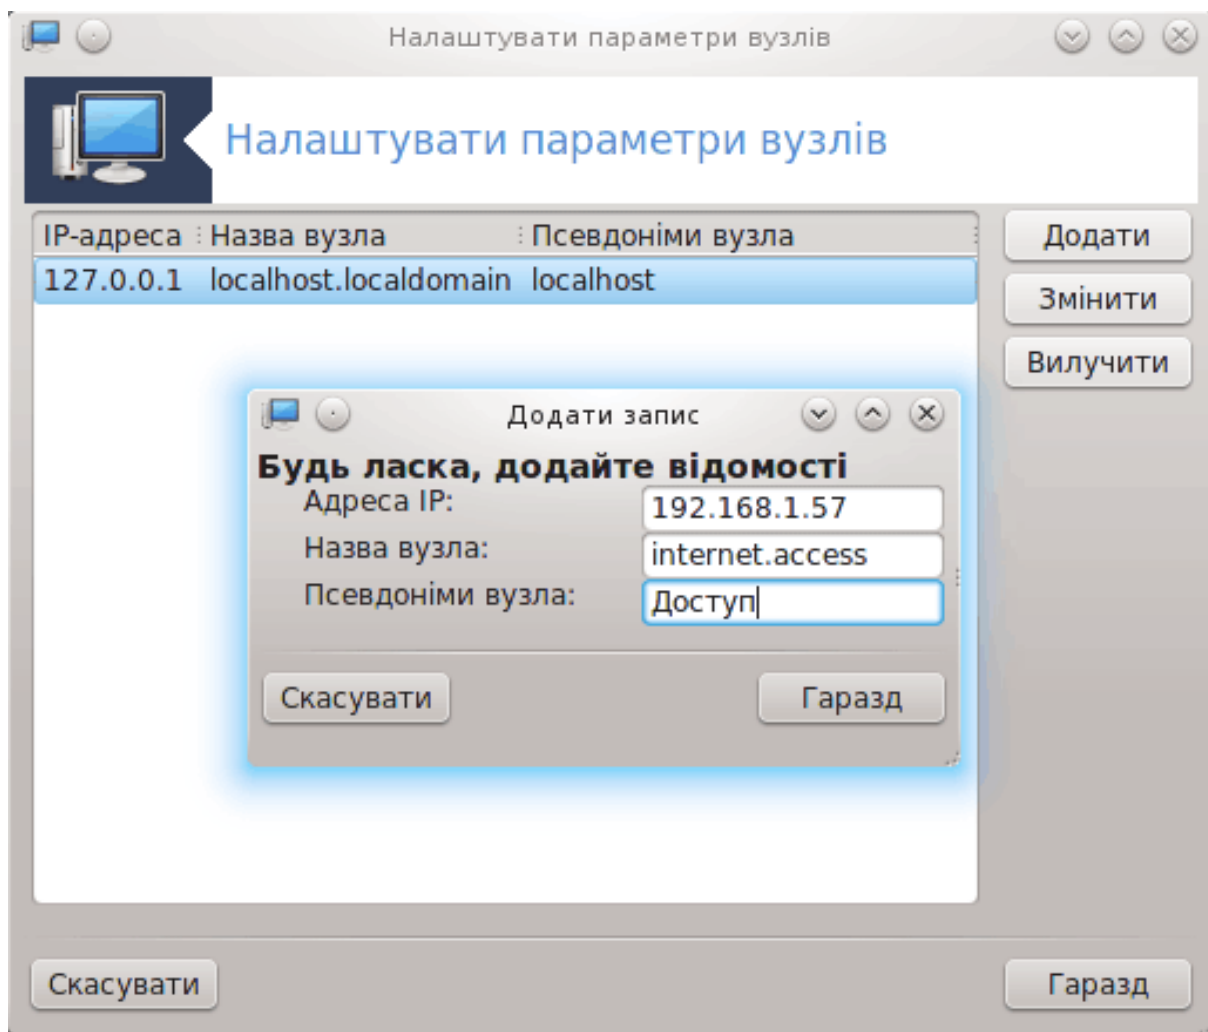 Налаштувати параметри вузлів
Налаштувати параметри вузлів
IP-адреса Назва вузла Псевдоніми вузла
127.0.0.1 localhost.localdomain localhost
Додати
Змінити
Вилучити
Додати запис
Будь ласка, додайте відомості
Адреса IP: 192.168.1.57
Назва вузла: internet.access
Псевдоніми вузла: Доступ
Скасувати Гаразд
Скасувати Гаразд